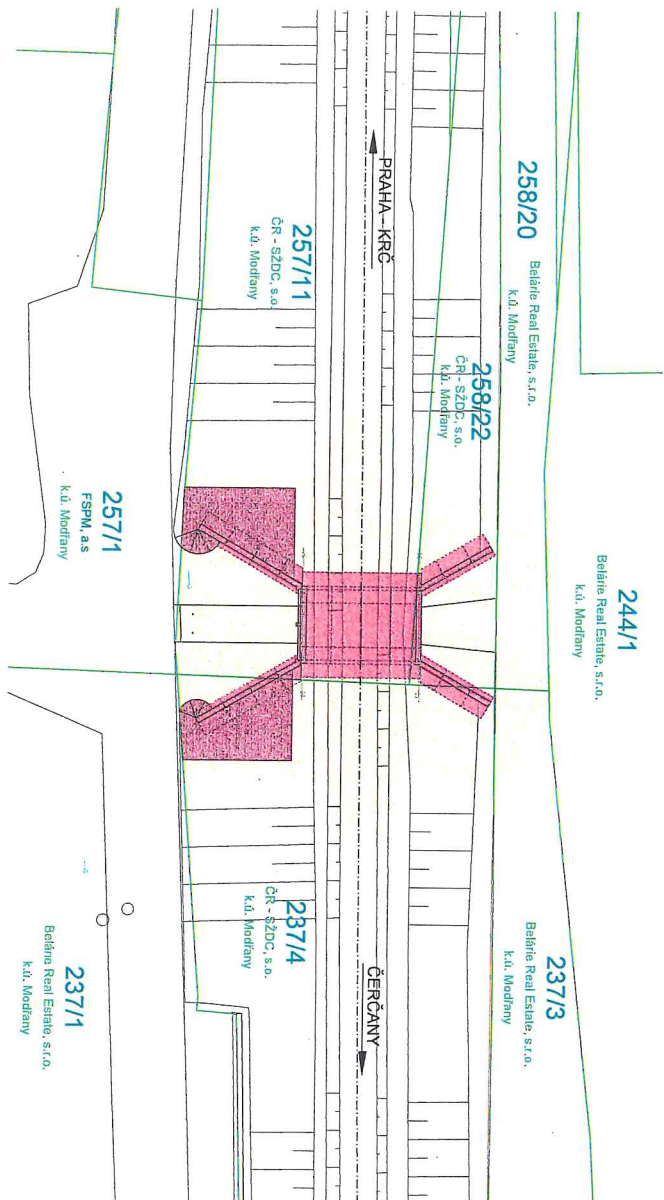 244/1
Belárie Real Estate, s.r.o.
k.ú. Modřany
258/20
Belárie Real Estate, s.r.o.
k.ú. Modřany
237/3
Belárie Real Estate, s.r.o.
k.ú. Modřany
258/22
ČR - SŽDC, s.o.
k.ú. Modřany
PRAHA - KRČ
ČERČANY
257/11
ČR - SŽDC, s.o.
k.ú. Modřany
237/4
ČR - SŽDC, s.o.
k.ú. Modřany
257/1
FSPM, a.s
k.ú. Modřany
237/1
Belárie Real Estate, s.r.o.
k.ú. Modřany